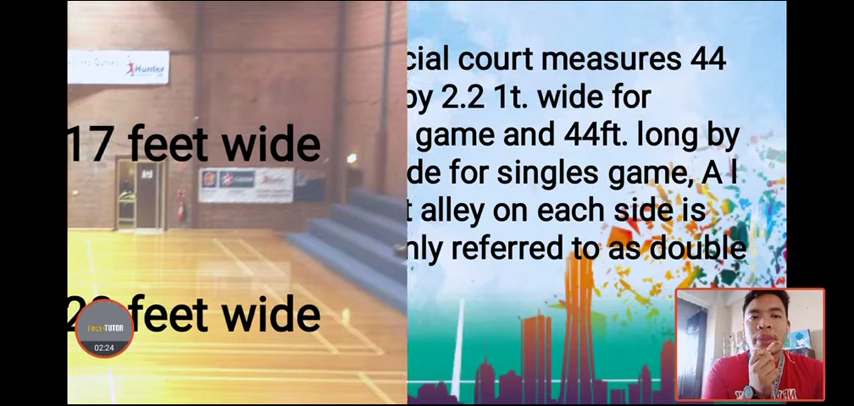 Hunter
17 feet wide
feet wide
cial court measures 44
by 2.2 1t. wide for
game and 44ft. long by
de for singles game, A l
t alley on each side is
nly referred to as double
TUTOR
02:24